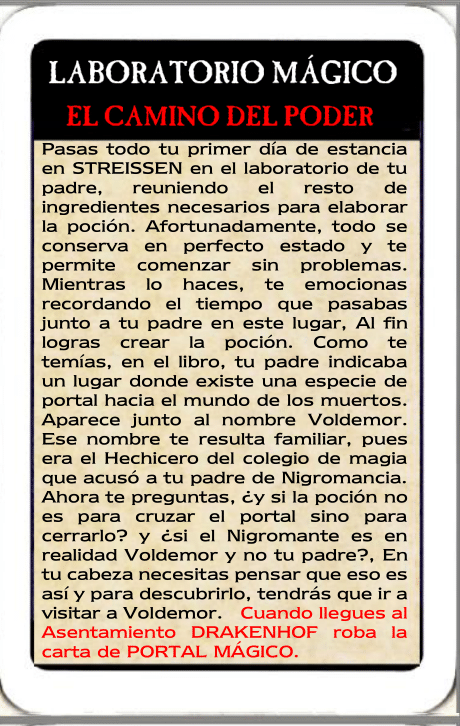 LABORATORIO MÁGICO
EL CAMINO DEL PODER
Pasas todo tu primer día de estancia
en STREISSEN en el laboratorio de tu
padre, reuniendo el resto de
ingredientes necesarios para elaborar
la poción. Afortunadamente, todo se
conserva en perfecto estado y te
permite comenzar sin problemas.
Mientras lo haces, te emocionas
recordando el tiempo que pasabas
junto a tu padre en este lugar, Al fin
logras crear la poción. Como te
temías, en el libro, tu padre indicaba
un lugar donde existe una especie de
portal hacia el mundo de los muertos.
Aparece junto al nombre Voldemor.
Ese nombre te resulta familiar, pues
era el Hechicero del colegio de magia
que acusó a tu padre de Nigromancia.
Ahora te preguntas, ¿y si la poción no
es para cruzar el portal sino para
cerrarlo? y ¿si el Nigromante es en
realidad Voldemor y no tu padre?, En
tu cabeza necesitas pensar que eso es
así y para descubrirlo, tendrás que ir a
visitar a Voldemor. Cuando llegues al
Asentamiento DRAKENHOF roba la
carta de PORTAL MÁGICO.